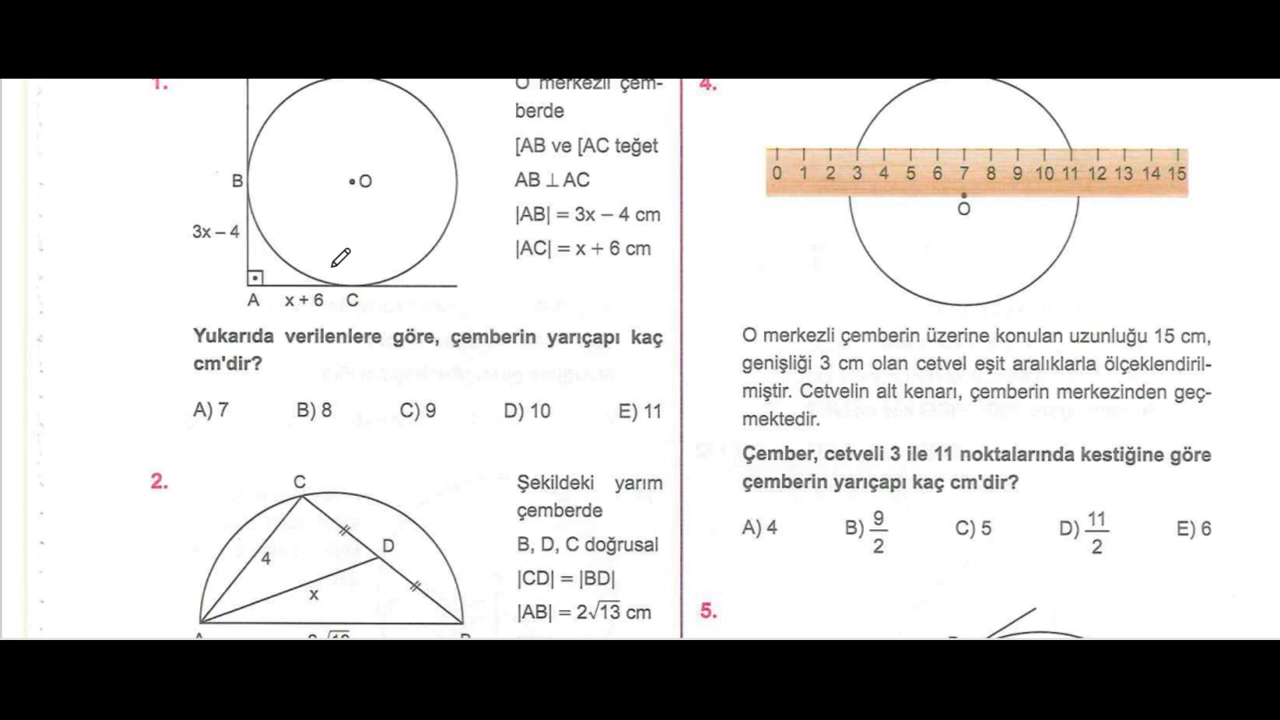 1.
O merkezli çem-
berde
[AB ve [AC teğet
AB ⊥ AC
|AB| = 3x – 4 cm
|AC| = x + 6 cm
B
O
3x – 4
A
x + 6
C
Yukarıda verilenlere göre, çemberin yarıçapı kaç
cm'dir?
A) 7 B) 8 C) 9 D) 10 E) 11
2.
C
D
4
x
Şekildeki yarım
çemberde
B, D, C doğrusal
|CD| = |BD|
|AB| = 2√13 cm
4.
0 1 2 3 4 5 6 7 8 9 10 11 12 13 14 15
O
O merkezli çemberin üzerine konulan uzunluğu 15 cm,
genişliği 3 cm olan cetvel eşit aralıklarla ölçeklendiril-
miştir. Cetvelin alt kenarı, çemberin merkezinden geç-
mektedir.
Çember, cetveli 3 ile 11 noktalarında kestiğine göre
çemberin yarıçapı kaç cm'dir?
A) 4 B) 9/2 C) 5 D) 11/2 E) 6
5.